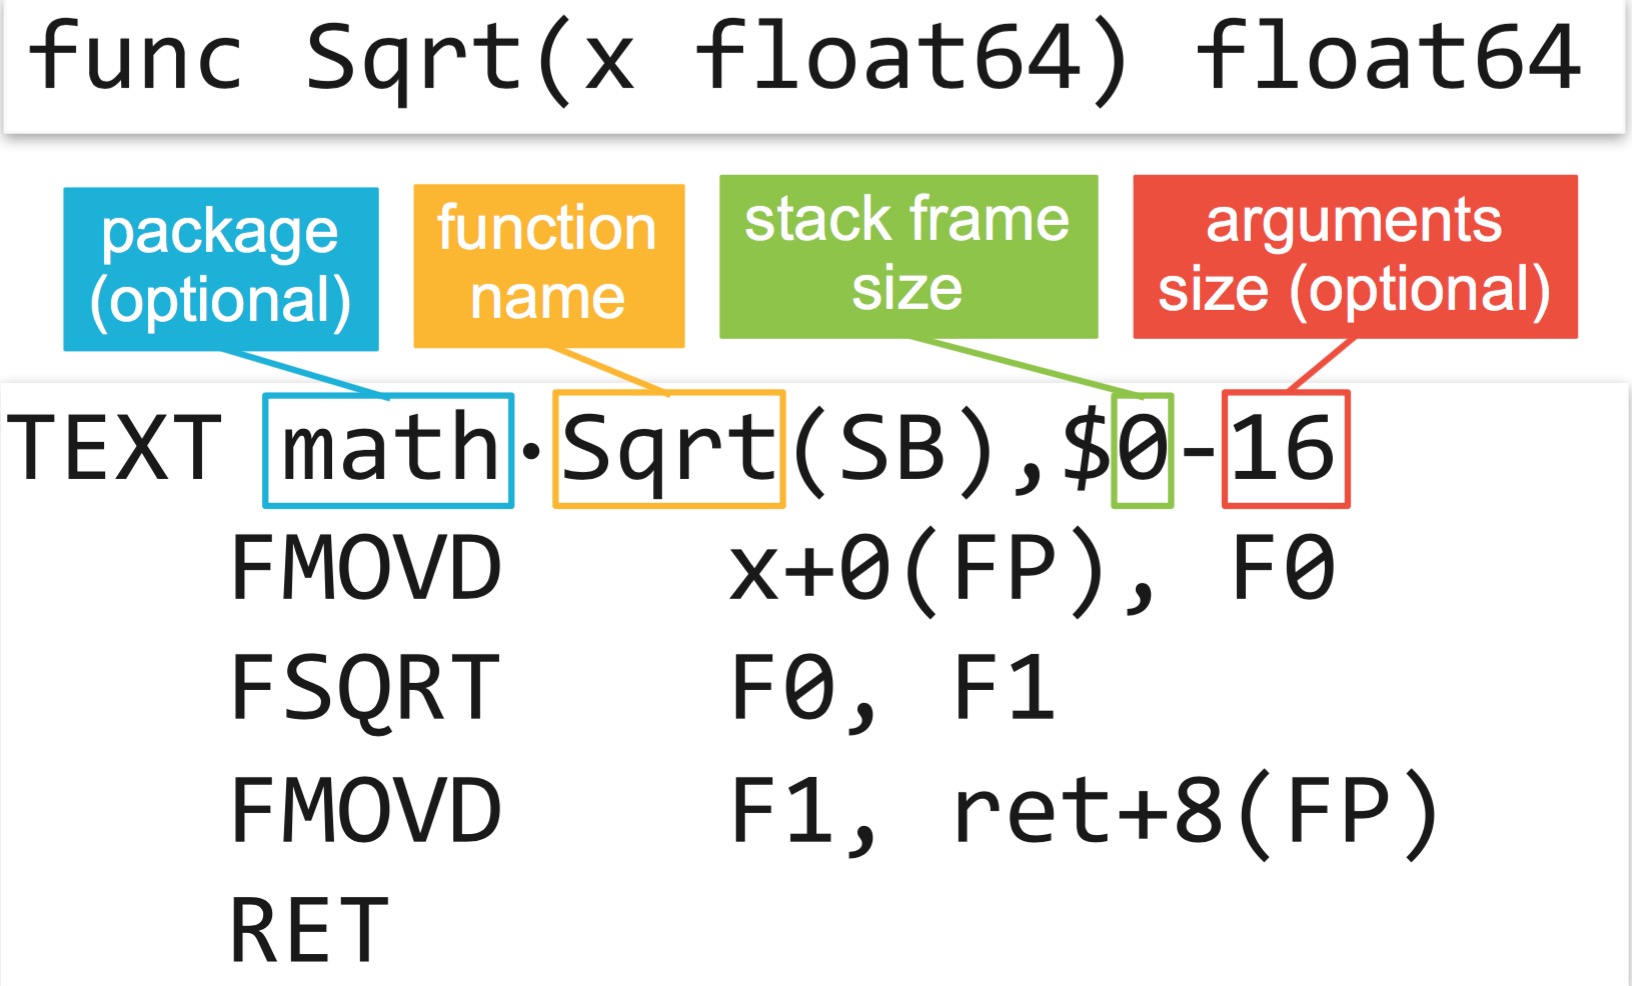 func Sqrt(x float64) float64
package
(optional)
function
name
stack frame
size
arguments
size (optional)
TEXT math·Sqrt(SB),$0-16
FMOVD x+0(FP), F0
FSQRT F0, F1
FMOVD F1, ret+8(FP)
RET